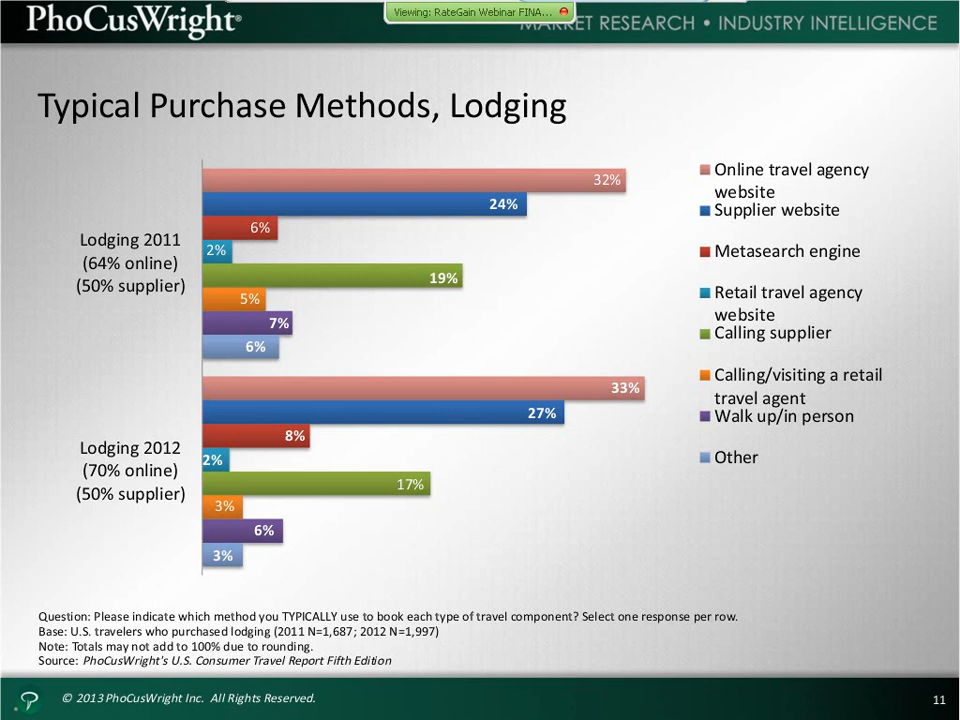 PhoCusWright®
Viewing: RateGain Webinar FINA...
MARKET RESEARCH • INDUSTRY INTELLIGENCE
Typical Purchase Methods, Lodging
Lodging 2011
(64% online)
(50% supplier)
32%
24%
6%
2%
19%
5%
7%
6%
Lodging 2012
(70% online)
(50% supplier)
33%
27%
8%
2%
17%
3%
6%
3%
Online travel agency
website
Supplier website
Metasearch engine
Retail travel agency
website
Calling supplier
Calling/visiting a retail
travel agent
Walk up/in person
Other
Question: Please indicate which method you TYPICALLY use to book each type of travel component? Select one response per row.
Base: U.S. travelers who purchased lodging (2011 N=1,687; 2012 N=1,997)
Note: Totals may not add to 100% due to rounding.
Source: PhoCusWright's U.S. Consumer Travel Report Fifth Edition
© 2013 PhoCusWright Inc. All Rights Reserved.
11